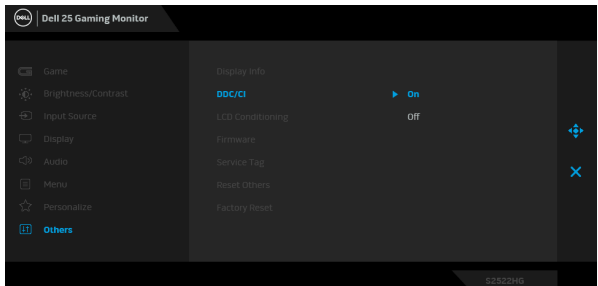 DELL Dell 25 Gaming Monitor
Game
Brightness/Contrast
Input Source
Display
Audio
Menu
Personalize
Others
Display Info
DDC/CI On
LCD Conditioning Off
Firmware
Service Tag
Reset Others
Factory Reset
S2522HG